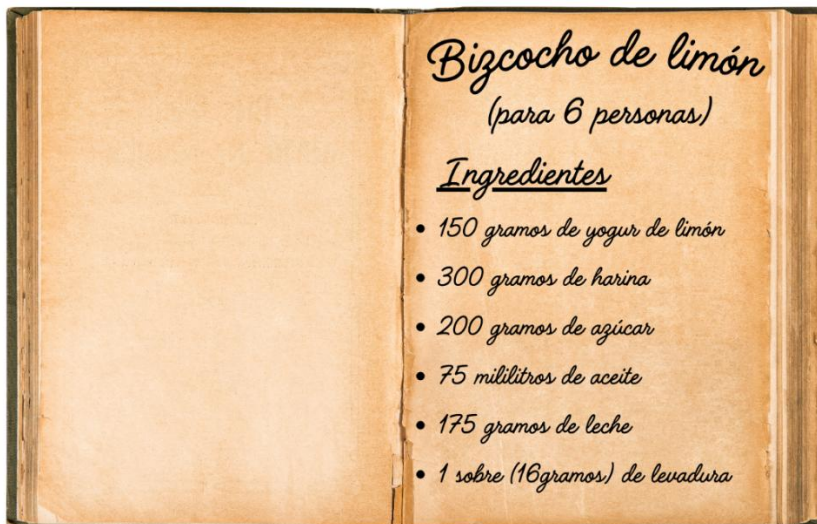 Bizcocho de limón
(para 6 personas)
Ingredientes
• 150 gramos de yogur de limón
• 300 gramos de harina
• 200 gramos de azúcar
• 75 mililitros de aceite
• 175 gramos de leche
• 1 sobre (16gramos) de levadura